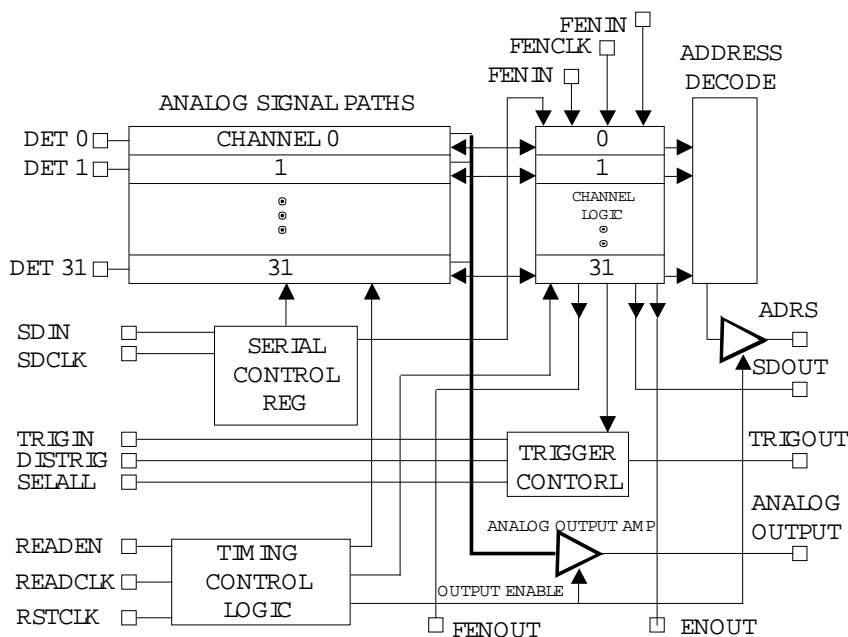 FENIN
FENCLK
FENIN
ADDRESS
DECODE
ANALOG SIGNAL PATHS
DET 0
CHANNEL 0
0
DET 1
1
1
CHANNEL
LOGIC
DET 31
31
31
SDIN
SDCLK
SERIAL
CONTROL
REG
ADRS
SDOUT
TRIGIN
DISTRIG
SELALL
TRIGGER
CONTORL
TRIGOUT
ANALOG OUTPUT AMP
ANALOG
OUTPUT
READEN
READCLK
RSTCLK
TIMING
CONTROL
LOGIC
OUTPUT ENABLE
FENOUT
ENOUT